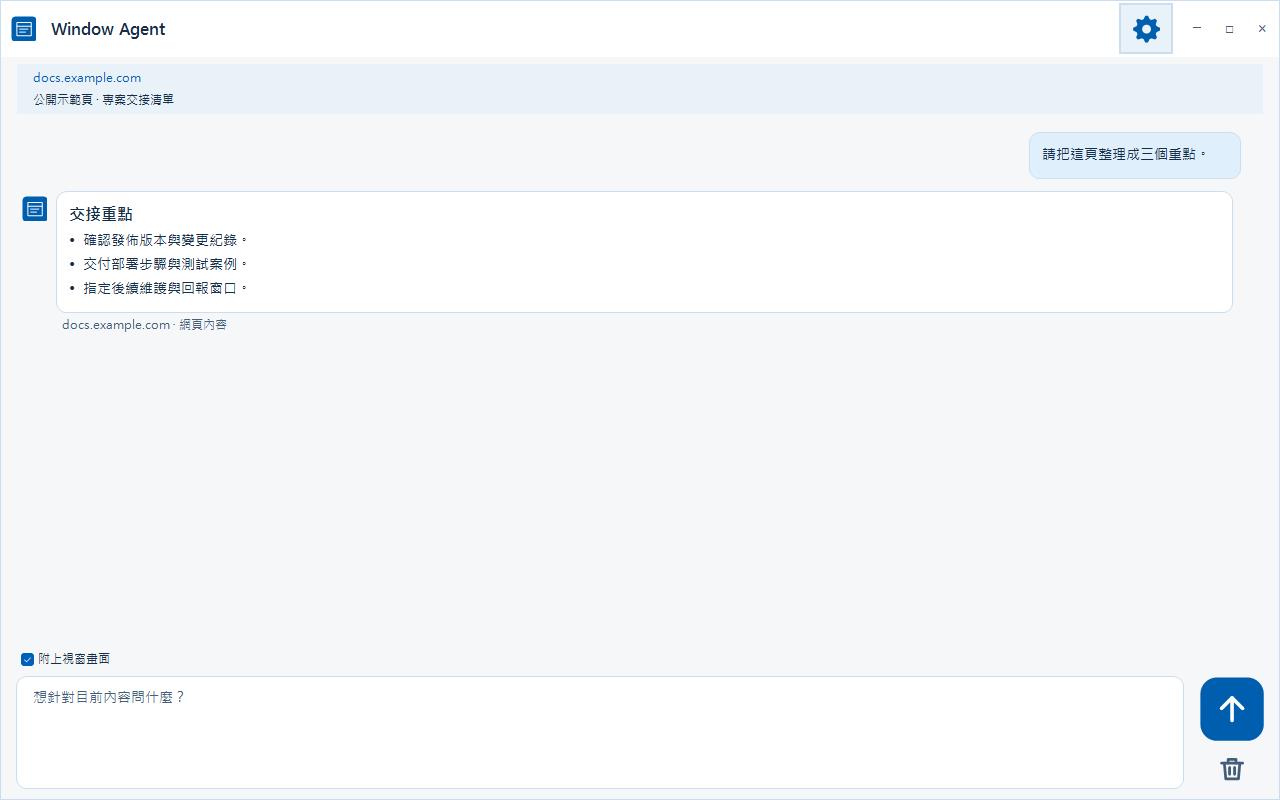 Window Agent
docs.example.com
公開示範頁 · 專案交接清單
請把這頁整理成三個重點。
交接重點
• 確認發佈版本與變更紀錄。
• 交付部署步驟與測試案例。
• 指定後續維護與回報窗口。
docs.example.com · 網頁內容
附上視窗畫面
想針對目前內容問什麼？